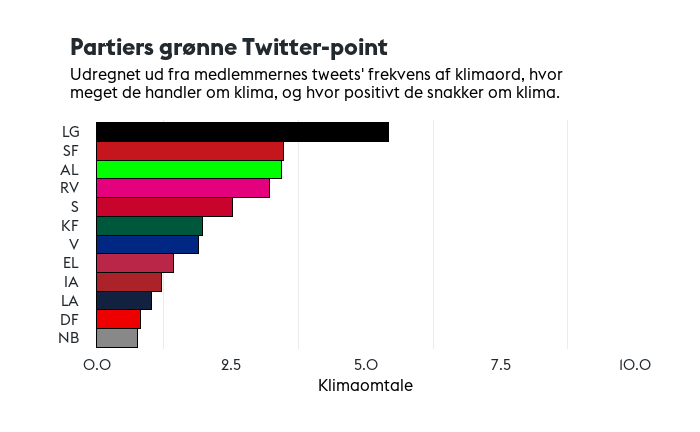 Partiers grønne Twitter-point
Udregnet ud fra medlemmernes tweets' frekvens af klimaord, hvor
meget de handler om klima, og hvor positivt de snakker om klima.
LG
SF
AL
RV
S
KF
V
EL
IA
LA
DF
NB
0.0 2.5 5.0 7.5 10.0
Klimaomtale